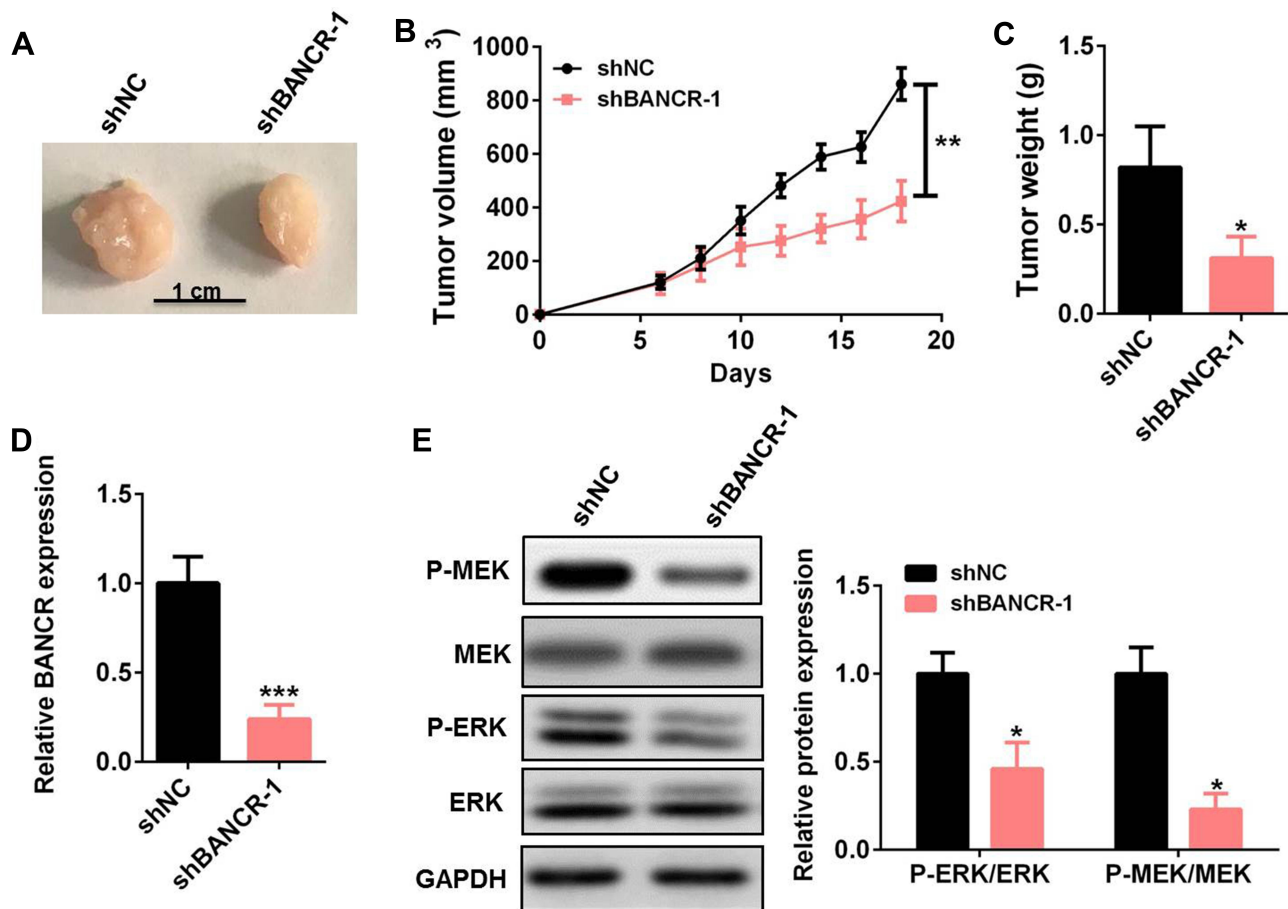 A
shNC
shBANCR-1
1 cm
B
Tumor volume (mm 3)
1000
800
600
400
200
0
shNC
shBANCR-1
**
0
5
10
15
20
Days
C
Tumor weight (g)
1.5
1.0
0.5
0.0
*
shNC
shBANCR-1
D
Relative BANCR expression
1.5
1.0
0.5
0.0
***
shNC
shBANCR-1
E
shNC
shBANCR-1
P-MEK
MEK
P-ERK
ERK
GAPDH
Relative protein expression
1.5
1.0
0.5
0.0
shNC
shBANCR-1
*
*
P-ERK/ERK
P-MEK/MEK